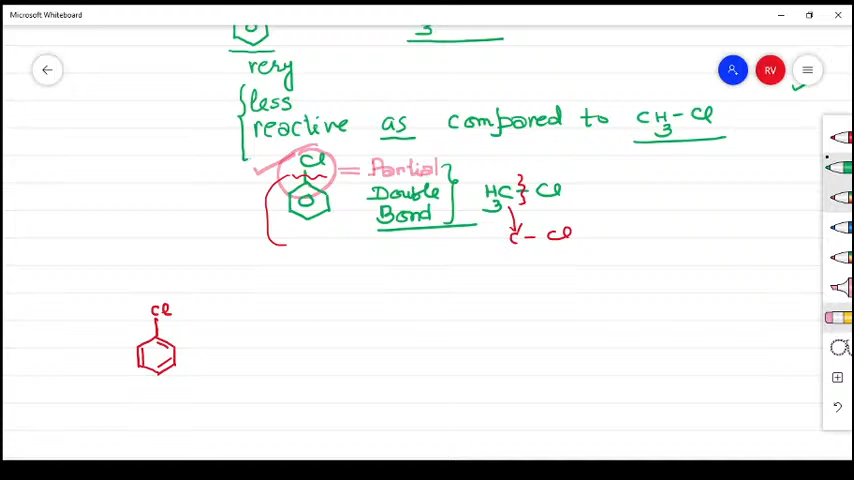 Microsoft Whiteboard
RV
3
very
less
reactive as compared to CH3-Cl
Cl
= Partial
Double
Bond
H3C - Cl
C - Cl
Cl